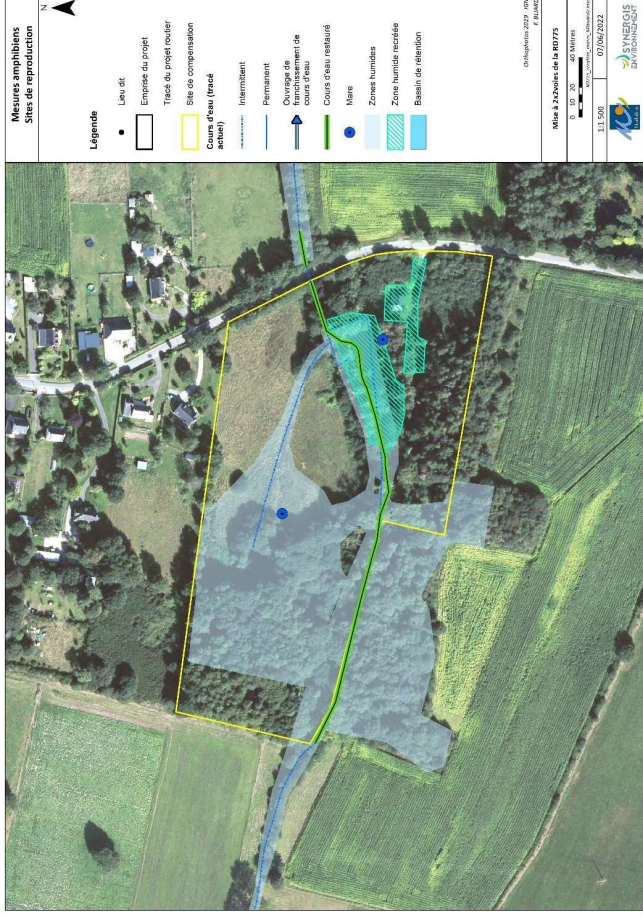 Mesures amphibiens
Sites de reproduction
N
Légende
Lieu dit
Emprise du projet
Tracé du projet routier
Site de compensation
Cours d'eau (tracé
actuel)
Intermittent
Permanent
Ouvrage de
franchissement de
cours d'eau
Cours d'eau restauré
Mare
Zones humides
Zone humide recréée
Bassin de rétention
Orthophotos 2019 - IGN
Mise à 2x2voies de la RD775
0 10 20 40 Mètres
1:1 500
07/06/2022
SYNERGIS
ENVIRONNEMENT